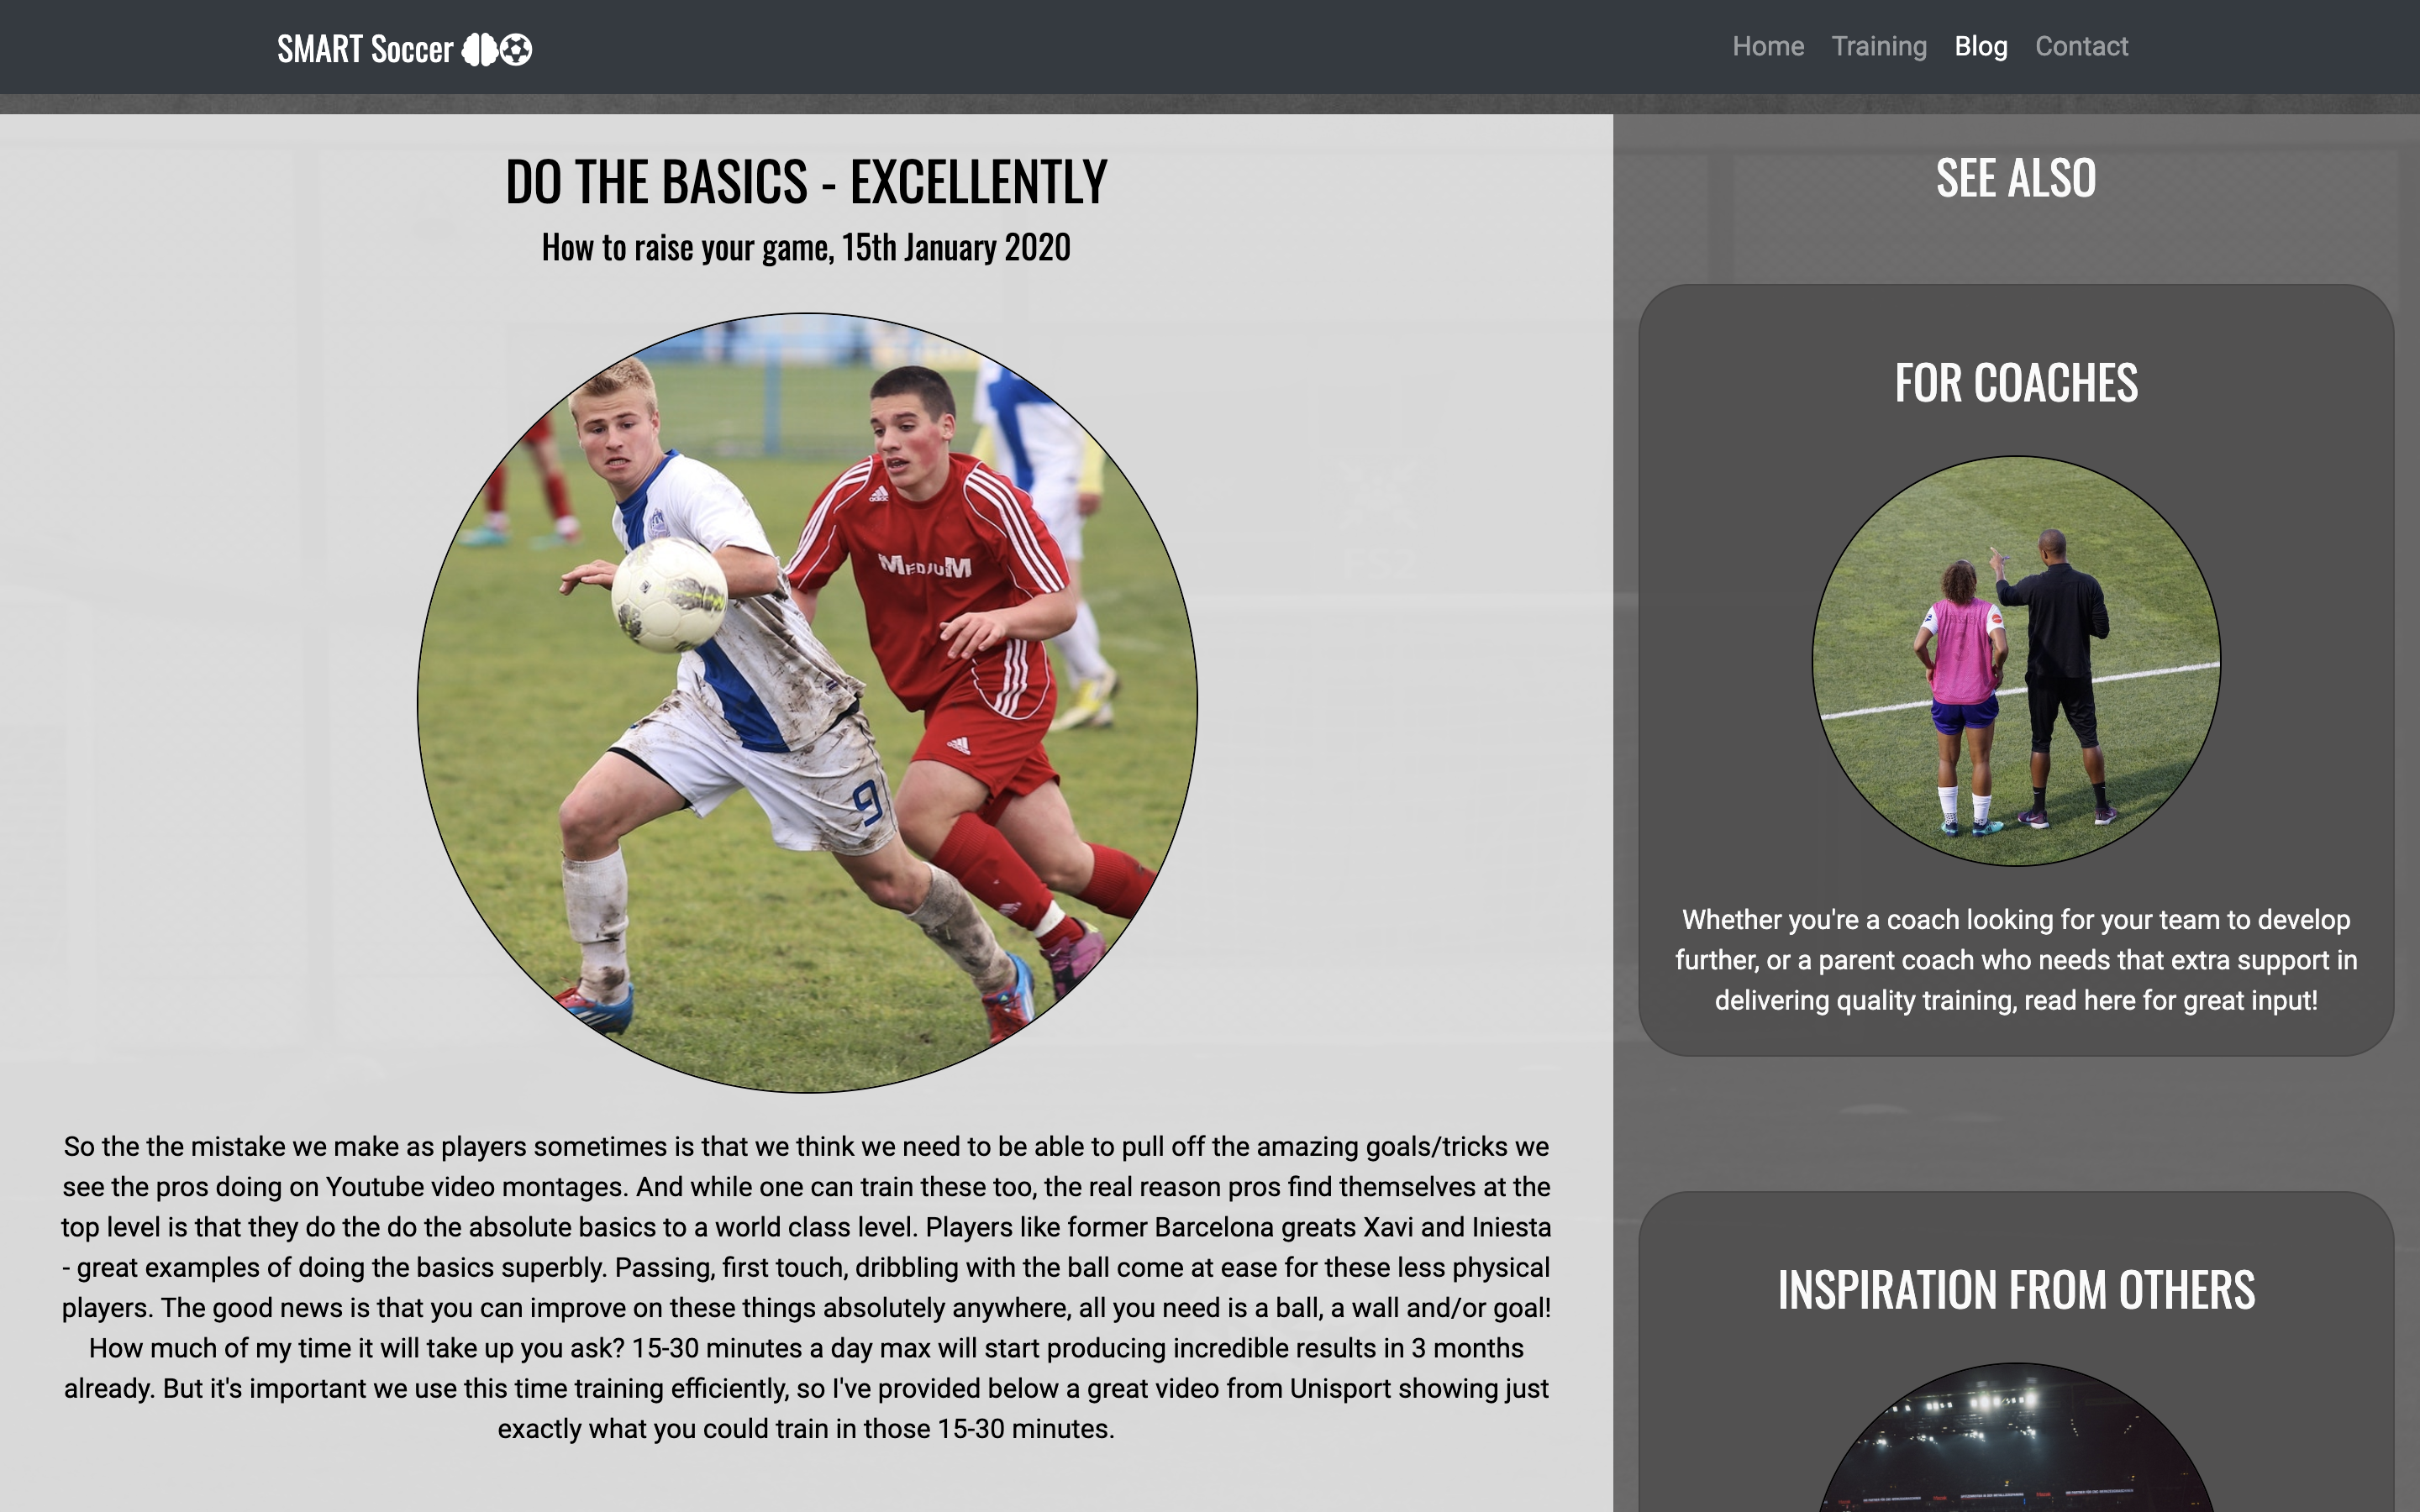 SMART Soccer
Home Training Blog Contact
DO THE BASICS - EXCELLENTLY
How to raise your game, 15th January 2020
adidas
MEDIUM
9
So the the mistake we make as players sometimes is that we think we need to be able to pull off the amazing goals/tricks we
see the pros doing on Youtube video montages. And while one can train these too, the real reason pros find themselves at the
top level is that they do the do the absolute basics to a world class level. Players like former Barcelona greats Xavi and Iniesta
- great examples of doing the basics superbly. Passing, first touch, dribbling with the ball come at ease for these less physical
players. The good news is that you can improve on these things absolutely anywhere, all you need is a ball, a wall and/or goal!
How much of my time it will take up you ask? 15-30 minutes a day max will start producing incredible results in 3 months
already. But it's important we use this time training efficiently, so I've provided below a great video from Unisport showing just
exactly what you could train in those 15-30 minutes.
SEE ALSO
FOR COACHES
Whether you're a coach looking for your team to develop
further, or a parent coach who needs that extra support in
delivering quality training, read here for great input!
INSPIRATION FROM OTHERS